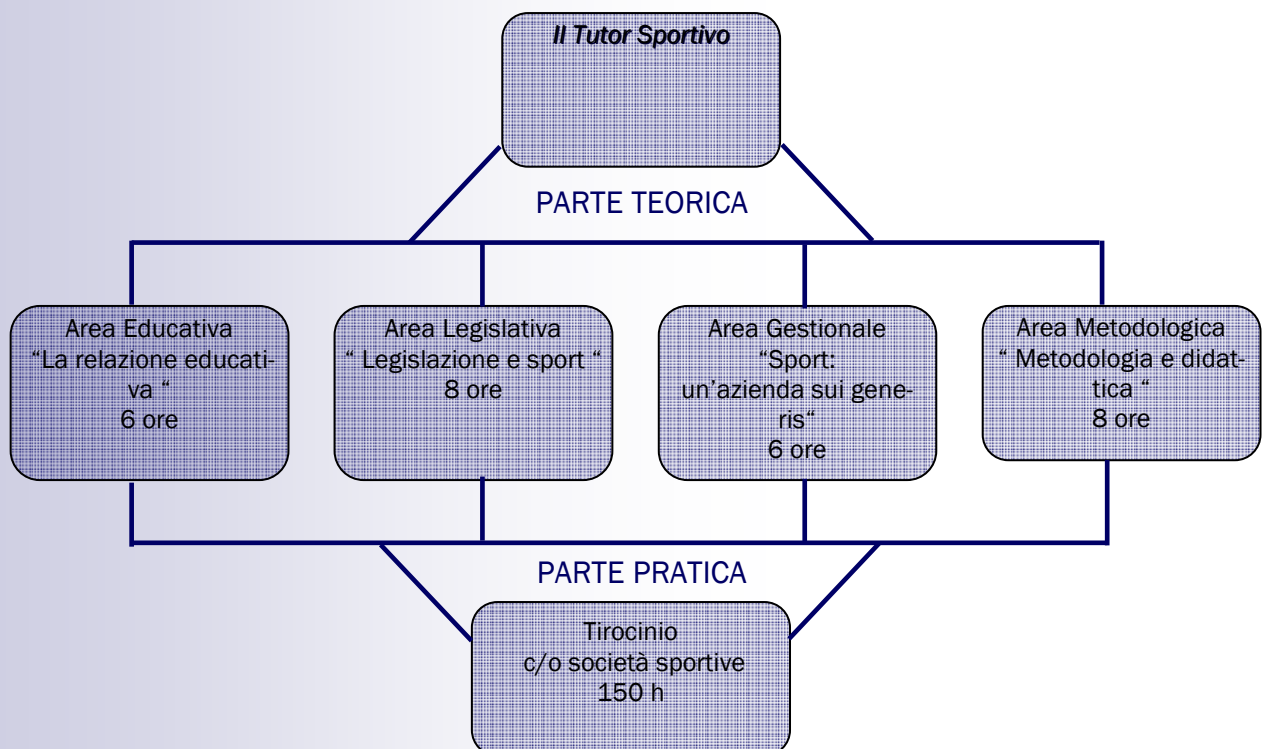 Il Tutor Sportivo
PARTE TEORICA
Area Educativa
“La relazione educati-
va “
6 ore
Area Legislativa
“ Legislazione e sport “
8 ore
Area Gestionale
“Sport:
un’azienda sui gene-
ris“
6 ore
Area Metodologica
“ Metodologia e didat-
tica “
8 ore
PARTE PRATICA
Tirocinio
c/o società sportive
150 h